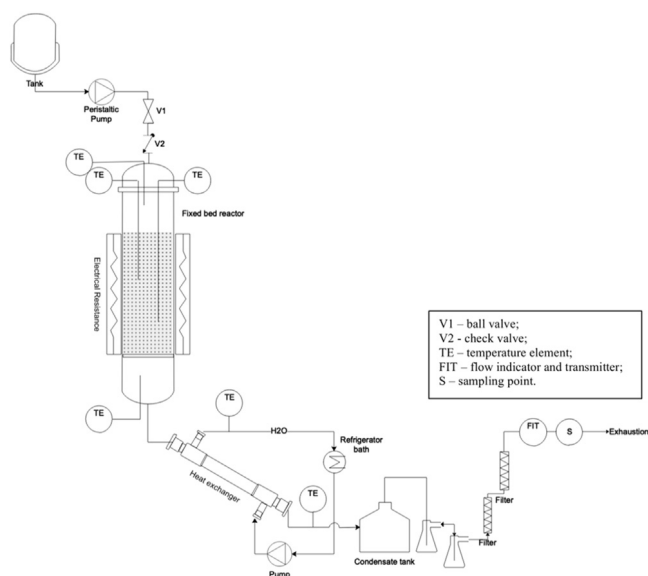 Tank
Peristaltic
Pump
V1
V2
TE
TE
TE
Fixed bed reactor
Electrical Resistance
V1 – ball valve;
V2 - check valve;
TE – temperature element;
FIT – flow indicator and transmitter;
S – sampling point.
TE
TE
H2O
Refrigerator
bath
FIT
S
Exhaustion
Heat exchanger
TE
Filter
Filter
Condensate tank
Pump